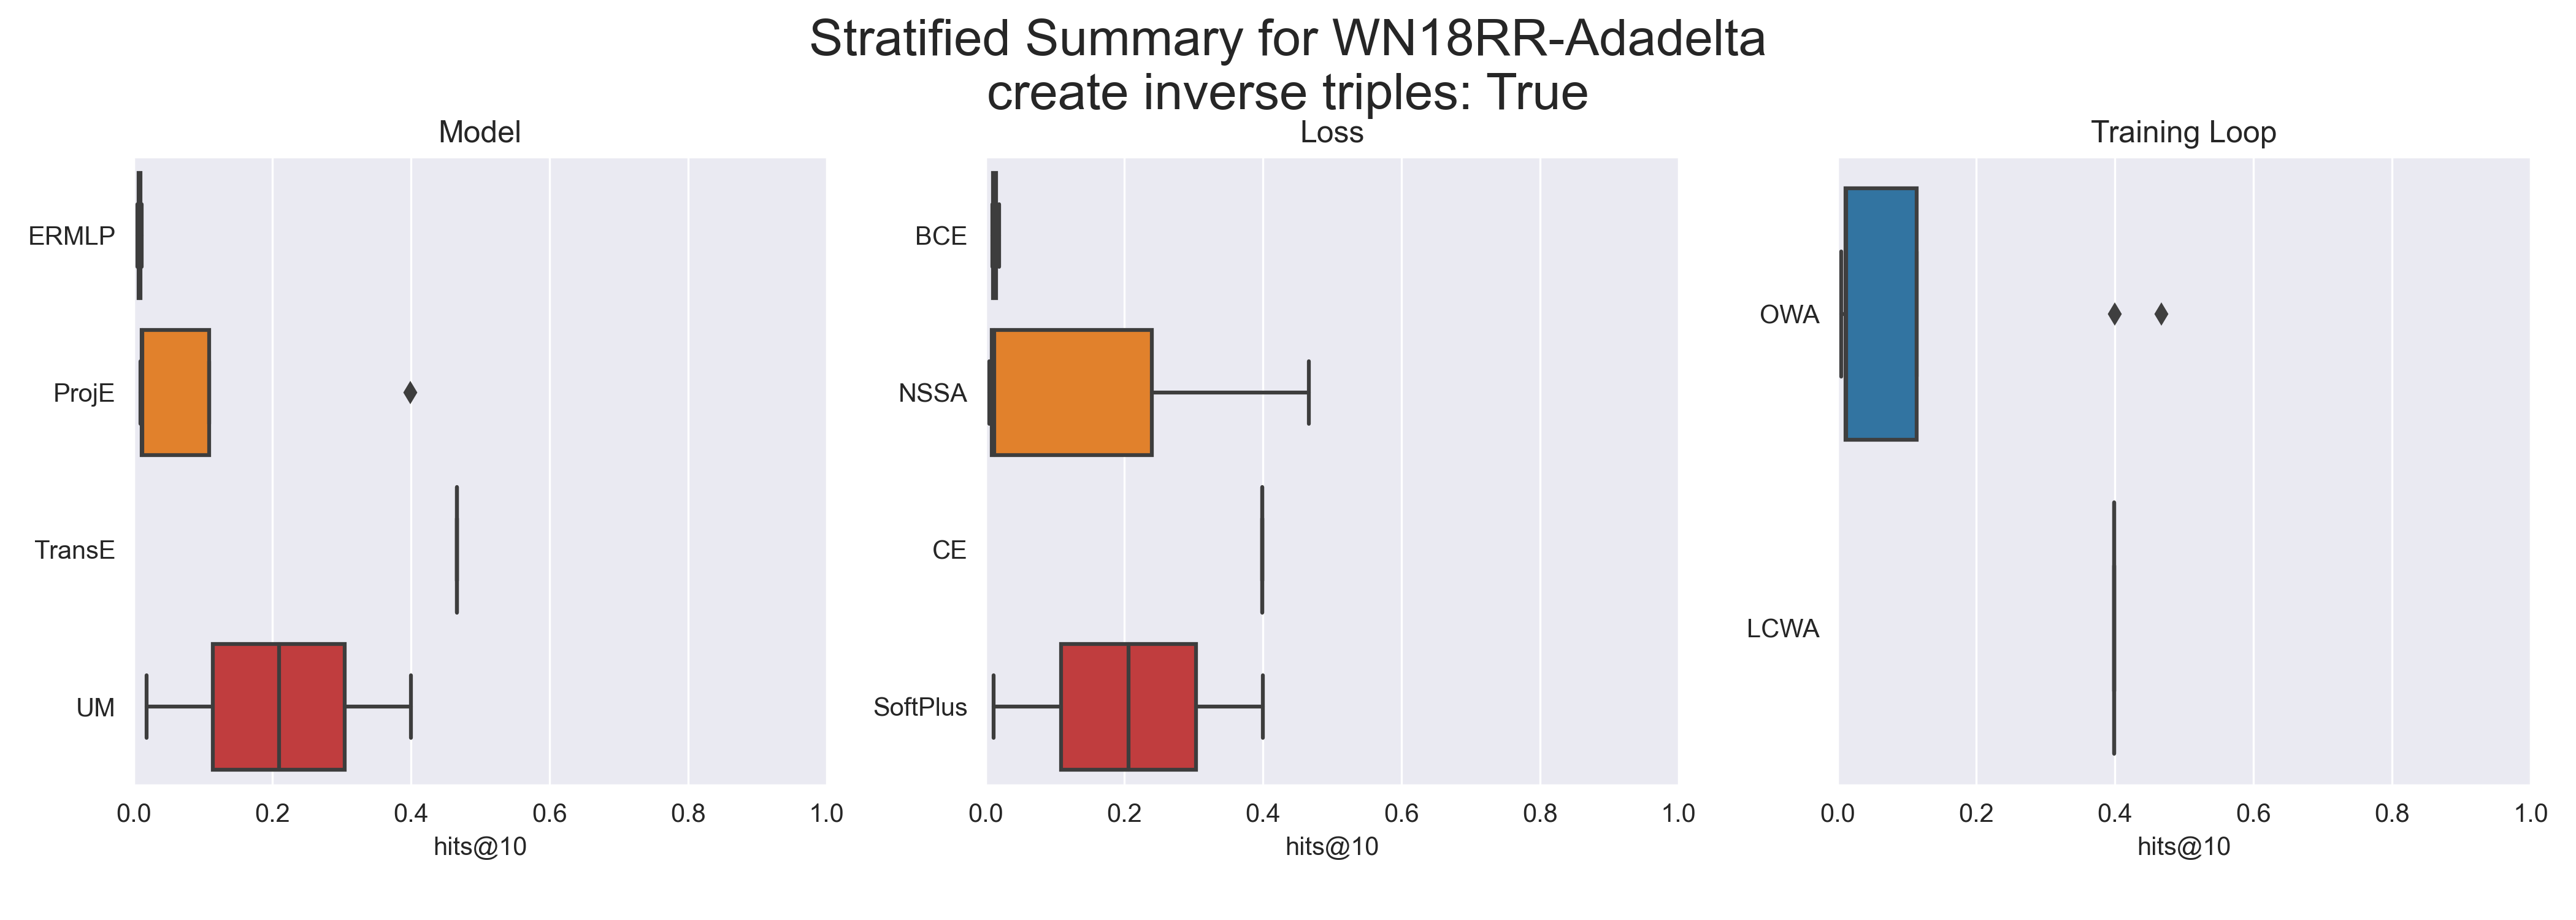 Stratified Summary for WN18RR-Adadelta
create inverse triples: True
Model
ERMLP
ProjE
TransE
UM
0.0 0.2 0.4 0.6 0.8 1.0
hits@10
Loss
BCE
NSSA
CE
SoftPlus
0.0 0.2 0.4 0.6 0.8 1.0
hits@10
Training Loop
OWA
LCWA
0.0 0.2 0.4 0.6 0.8 1.0
hits@10